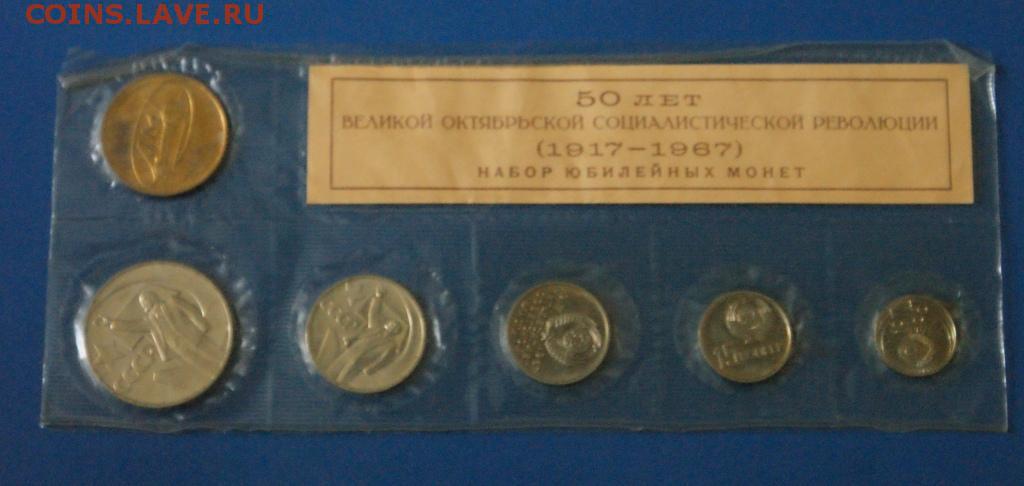 COINS.LAVE.RU
50 ЛЕТ
ВЕЛИКОЙ ОКТЯБРЬСКОЙ СОЦИАЛИСТИЧЕСКОЙ РЕВОЛЮЦИИ
(1917—1967)
НАБОР ЮБИЛЕЙНЫХ МОНЕТ